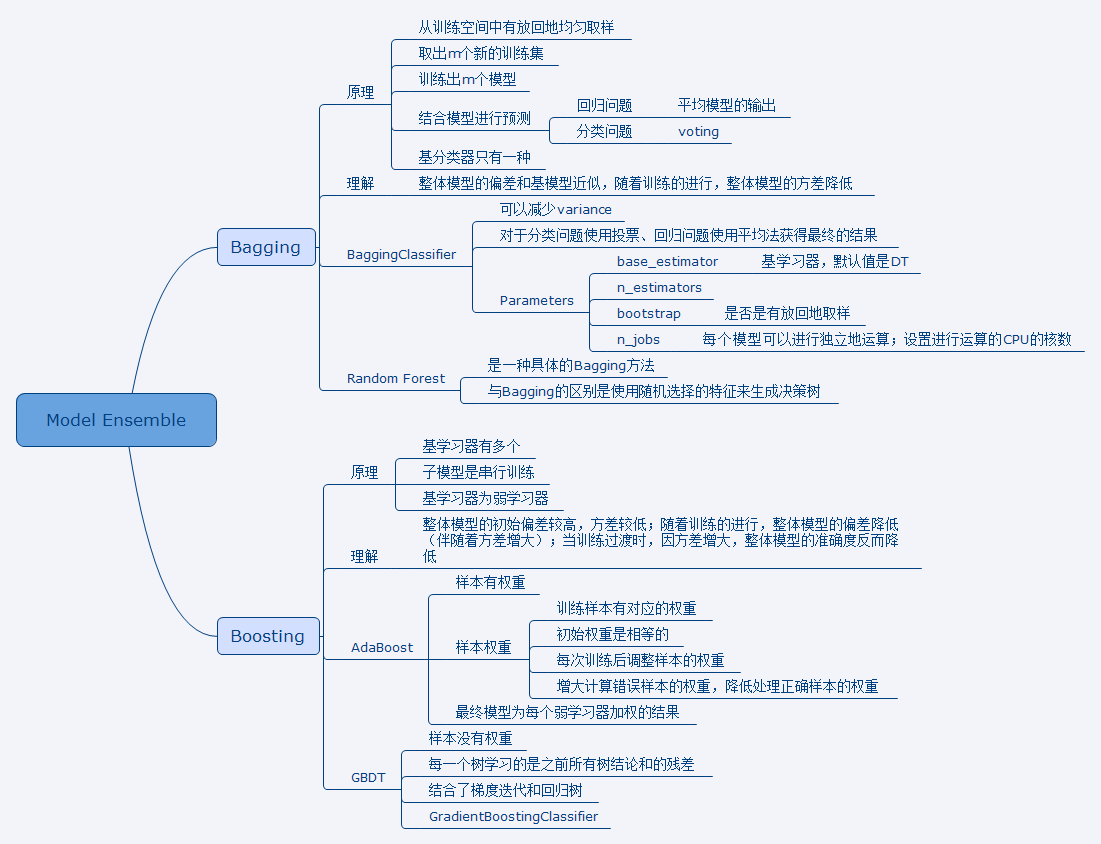 Model Ensemble
Bagging
原理
从训练空间中有放回地均匀取样
取出m个新的训练集
训练出m个模型
结合模型进行预测
回归问题 平均模型的输出
分类问题 voting
基分类器只有一种
理解 整体模型的偏差和基模型近似，随着训练的进行，整体模型的方差降低
BaggingClassifier
可以减少variance
对于分类问题使用投票、回归问题使用平均法获得最终的结果
Parameters
base_estimator 基学习器，默认值是DT
n_estimators
bootstrap 是否是有放回地取样
n_jobs 每个模型可以进行独立地运算；设置进行运算的CPU的核数
Random Forest
是一种具体的Bagging方法
与Bagging的区别是使用随机选择的特征来生成决策树
Boosting
原理
基学习器有多个
子模型是串行训练
基学习器为弱学习器
理解
整体模型的初始偏差较高，方差较低；随着训练的进行，整体模型的偏差降低
（伴随着方差增大）；当训练过渡时，因方差增大，整体模型的准确度反而降
低
AdaBoost
样本有权重
样本权重
训练样本有对应的权重
初始权重是相等的
每次训练后调整样本的权重
增大计算错误样本的权重，降低处理正确样本的权重
最终模型为每个弱学习器加权的结果
GBDT
样本没有权重
每一个树学习的是之前所有树结论和的残差
结合了梯度迭代和回归树
GradientBoostingClassifier